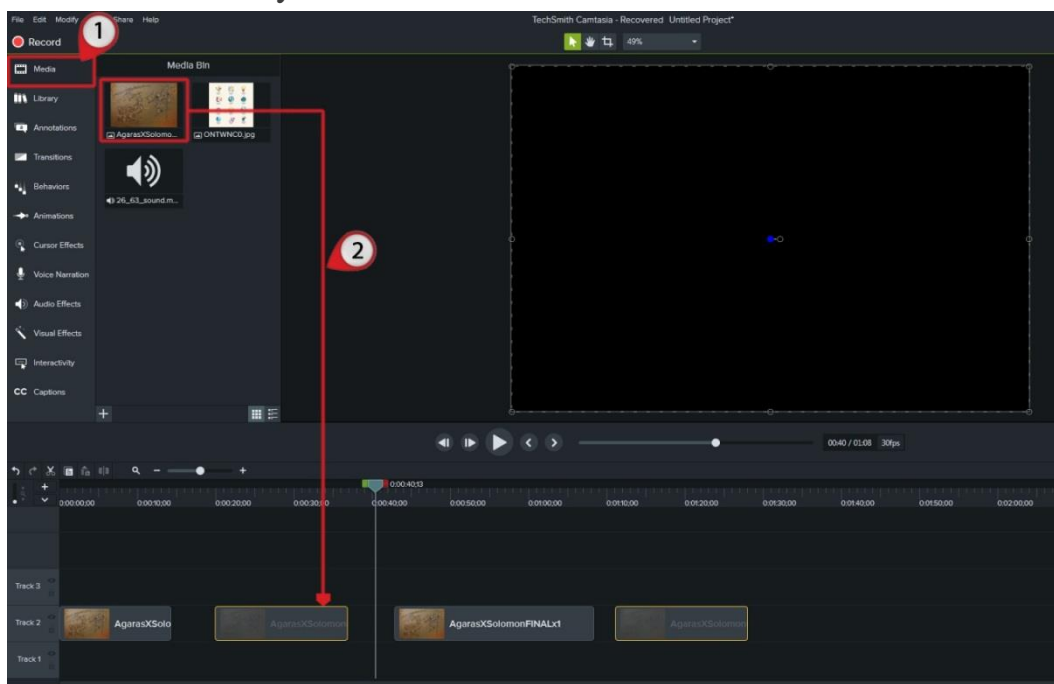 File Edit Modify Share Help
TechSmith Camtasia - Recovered Untitled Project*
1
Record
49%
Media
Media Bin
Library
AgarasXSolomo...
ONTWNC0.jpg
Annotations
Transitions
Behaviors
26_63_sound.m...
Animations
Cursor Effects
2
Voice Narration
Audio Effects
Visual Effects
Interactivity
CC Captions
00:40 / 01:08 30fps
0:00:40;13
0:00:00;00 0:00:10;00 0:00:20;00 0:00:30;00 0:00:40;00 0:00:50;00 0:01:00;00 0:01:10;00 0:01:20;00 0:01:30;00 0:01:40;00 0:01:50;00 0:02:00;00
Track 3
Track 2
AgarasXSolo
AgarasXSolomon
AgarasXSolomonFINALx1
AgarasXSolomon
Track 1